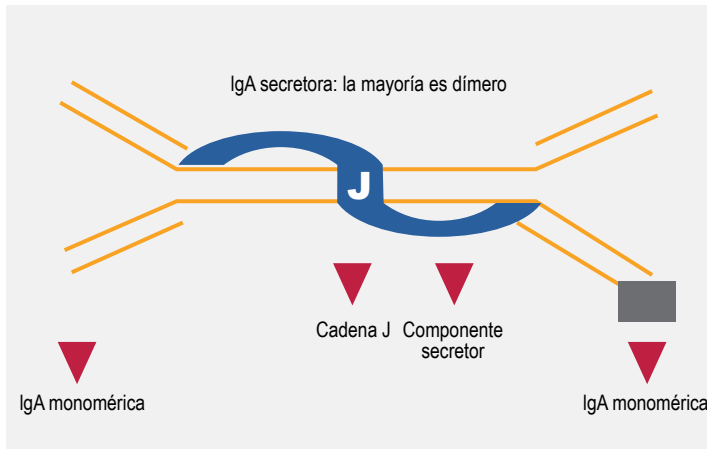 IgA secretora: la mayoría es dímero
J
Cadena J
Componente
secretor
IgA monomérica
IgA monomérica